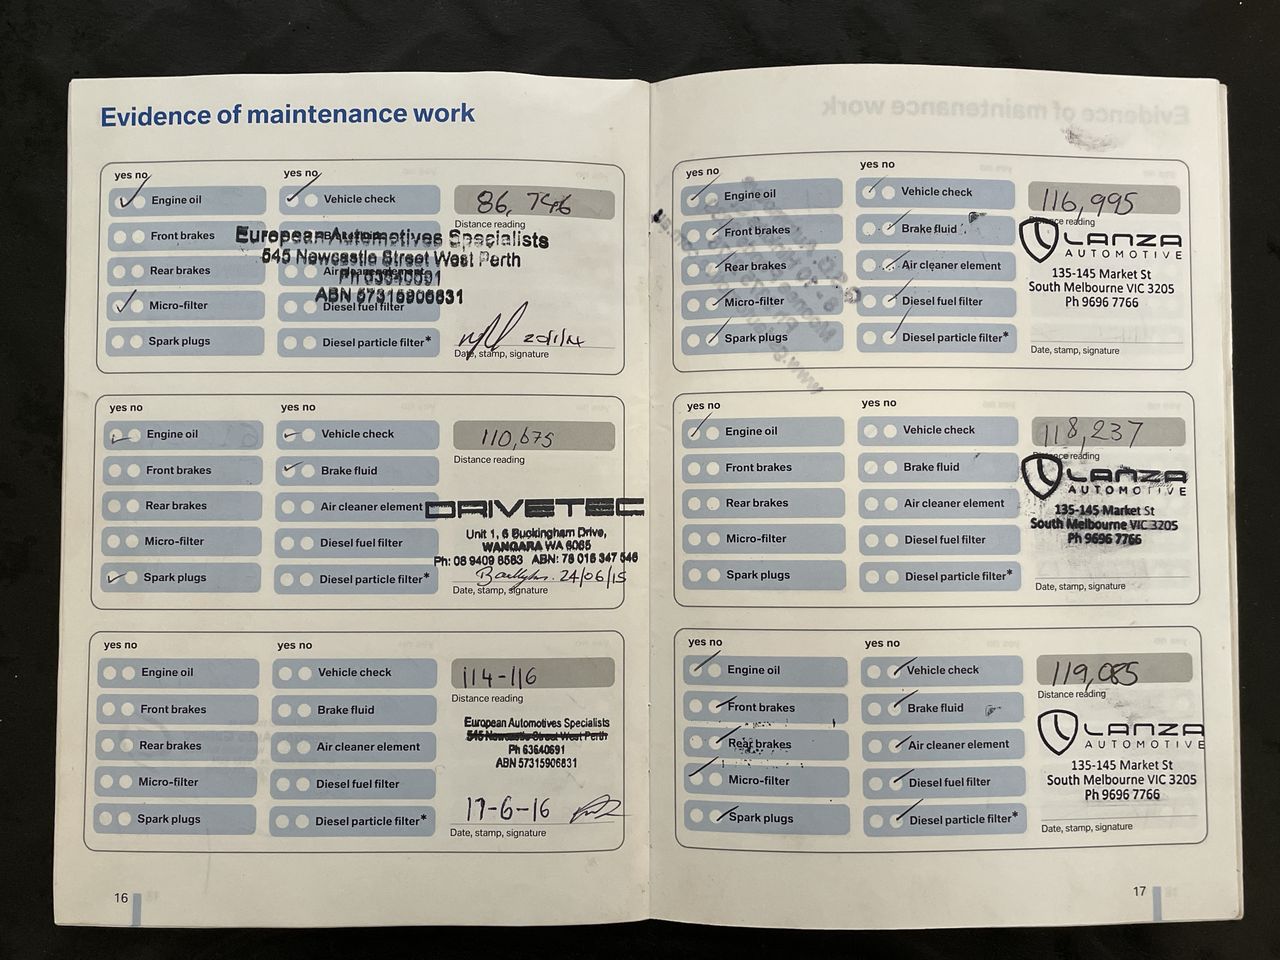 Evidence of maintenance work
yes no
yes no
Engine oil
Vehicle check
86, 746
Distance reading
Front brakes
European Automotives Specialists
545 Newcastle Street West Perth
Rear brakes
Air cleaner element
Ph 63640691
ABN 57315906831
Micro-filter
Diesel fuel filter
Spark plugs
Diesel particle filter*
Date, stamp, signature
yes no
yes no
Engine oil
Vehicle check
110,675
Distance reading
Front brakes
Brake fluid
Rear brakes
Air cleaner element
DRIVETEC
Unit 1, 6 Buckingham Drive,
WANGARA WA 6065
Ph: 08 9409 8583 ABN: 78 016 347 546
Micro-filter
Diesel fuel filter
Spark plugs
Diesel particle filter*
24/06/15
Date, stamp, signature
yes no
yes no
Engine oil
Vehicle check
114-116
Distance reading
Front brakes
Brake fluid
European Automotives Specialists
545 Newcastle Street West Perth
Ph 63640691
ABN 57315906831
Rear brakes
Air cleaner element
Micro-filter
Diesel fuel filter
Spark plugs
Diesel particle filter*
17-6-16
Date, stamp, signature
16
yes no
yes no
Engine oil
Vehicle check
116,995
Distance reading
Front brakes
Brake fluid
LANZA
AUTOMOTIVE
135-145 Market St
South Melbourne VIC 3205
Ph 9696 7766
Rear brakes
Air cleaner element
Micro-filter
Diesel fuel filter
Spark plugs
Diesel particle filter*
Date, stamp, signature
yes no
yes no
Engine oil
Vehicle check
118,237
Distance reading
Front brakes
Brake fluid
LANZA
AUTOMOTIVE
135-145 Market St
South Melbourne VIC 3205
Ph 9696 7766
Rear brakes
Air cleaner element
Micro-filter
Diesel fuel filter
Spark plugs
Diesel particle filter*
Date, stamp, signature
yes no
yes no
Engine oil
Vehicle check
119,085
Distance reading
Front brakes
Brake fluid
LANZA
AUTOMOTIVE
135-145 Market St
South Melbourne VIC 3205
Ph 9696 7766
Rear brakes
Air cleaner element
Micro-filter
Diesel fuel filter
Spark plugs
Diesel particle filter*
Date, stamp, signature
17